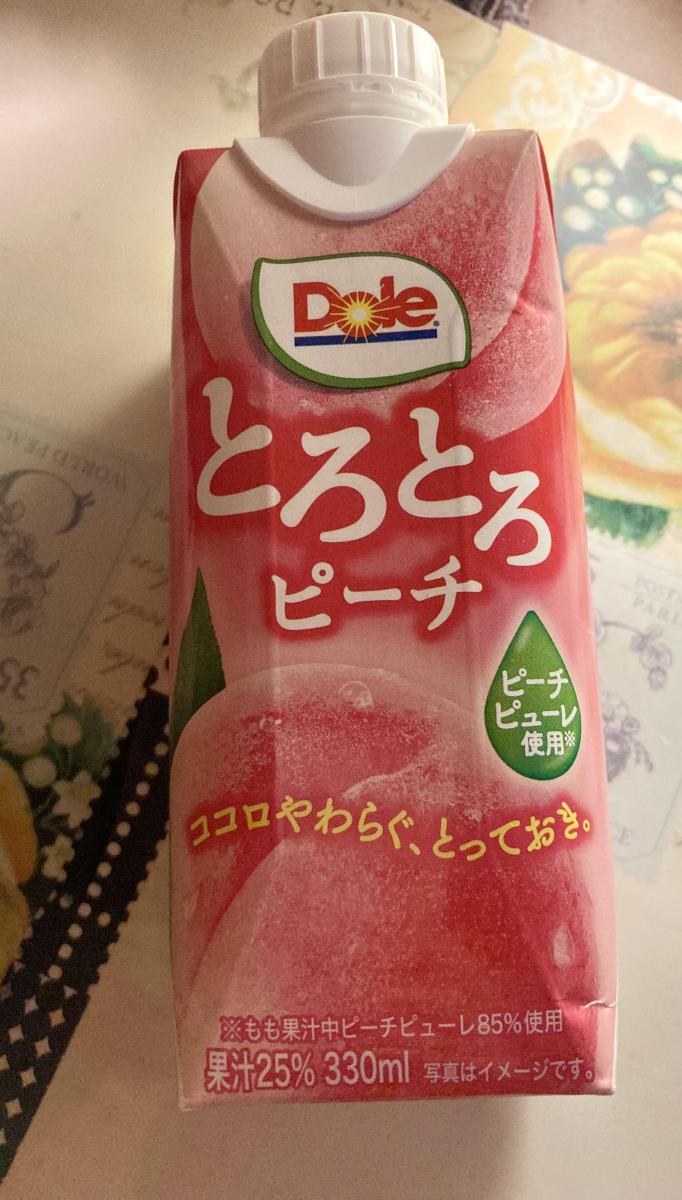 Dole
とろとろ
ピーチ
ピーチ
ピューレ
使用※
ココロやわらぐ、とっておき。
※もも果汁中ピーチピューレ85%使用
果汁25% 330ml 写真はイメージです。
WORLD PEAC
35